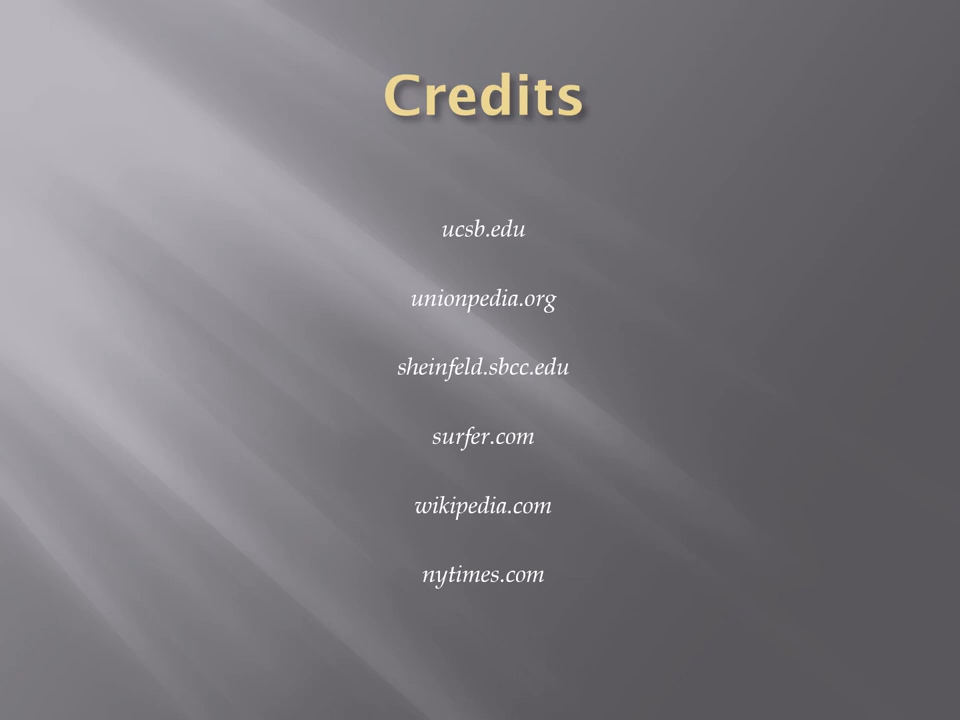 Credits
ucsb.edu
unionpedia.org
sheinfeld.sbcc.edu
surfer.com
wikipedia.com
nytimes.com